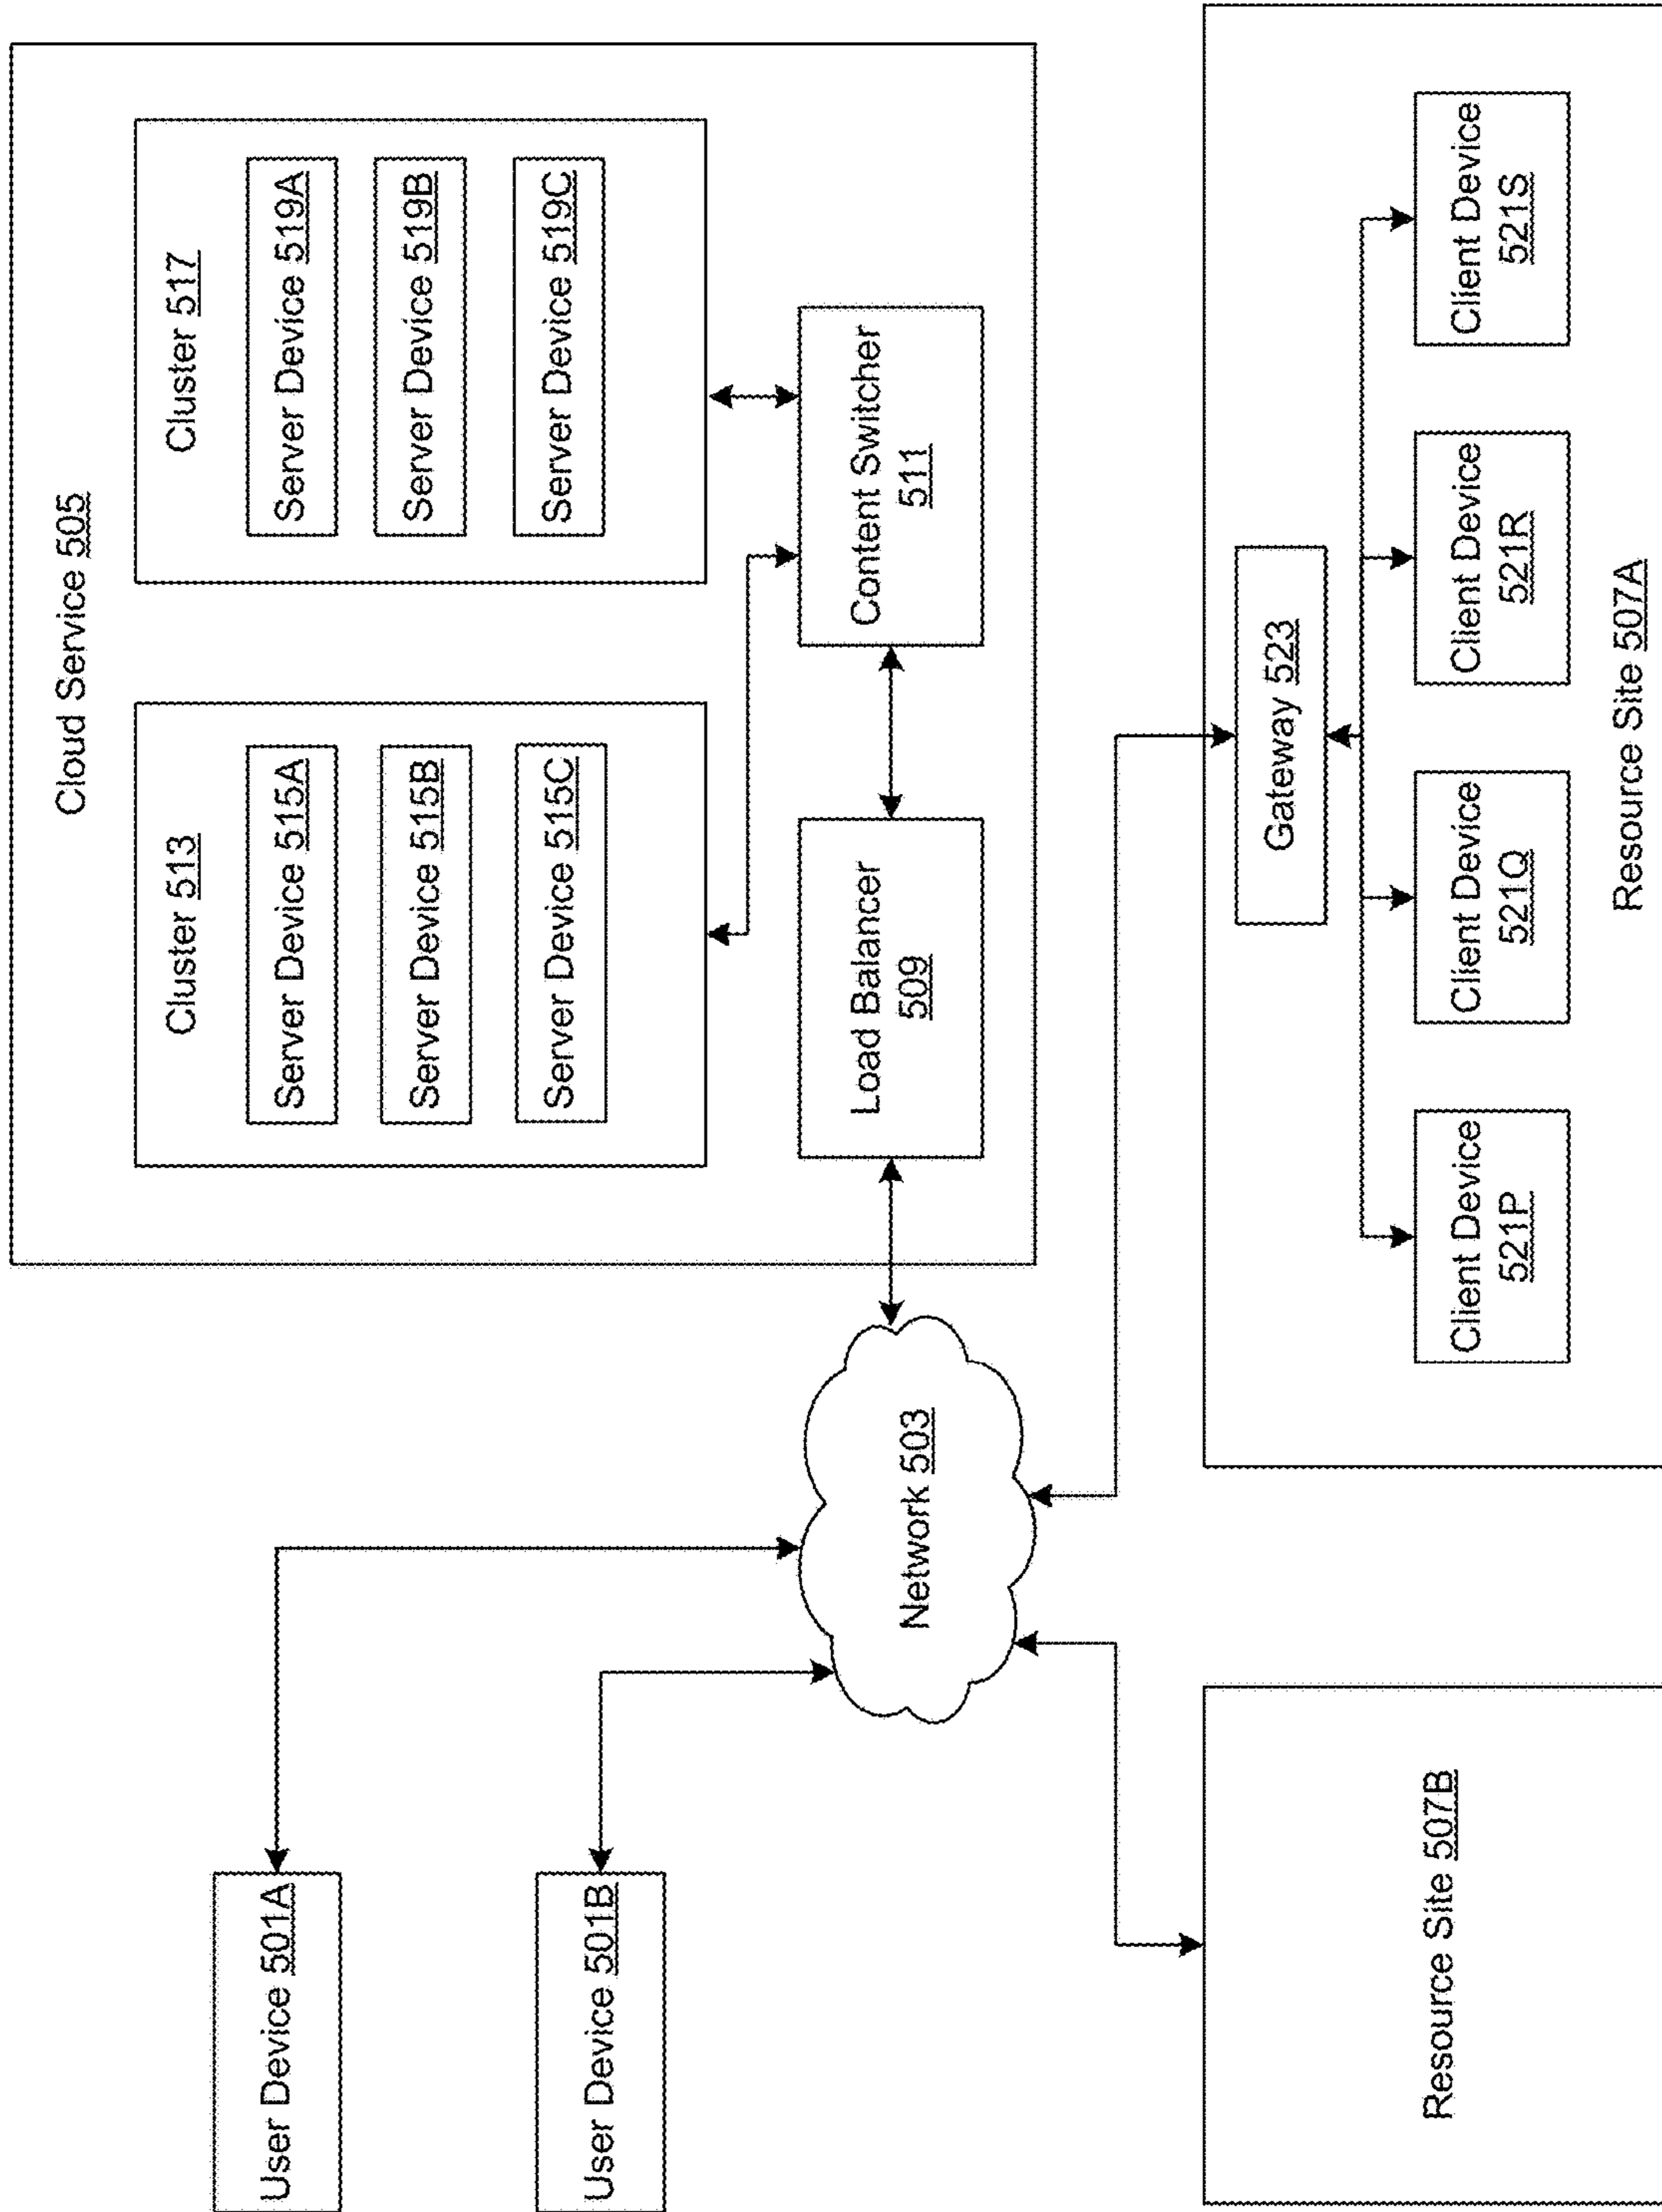 Cloud Service 505
Cluster 513
Server Device 515A
Server Device 515B
Server Device 515C
Cluster 517
Server Device 519A
Server Device 519B
Server Device 519C
Load Balancer
509
Content Switcher
511
User Device 501A
User Device 501B
Network 503
Resource Site 507B
Gateway 523
Client Device
521P
Client Device
521Q
Client Device
521R
Client Device
521S
Resource Site 507A